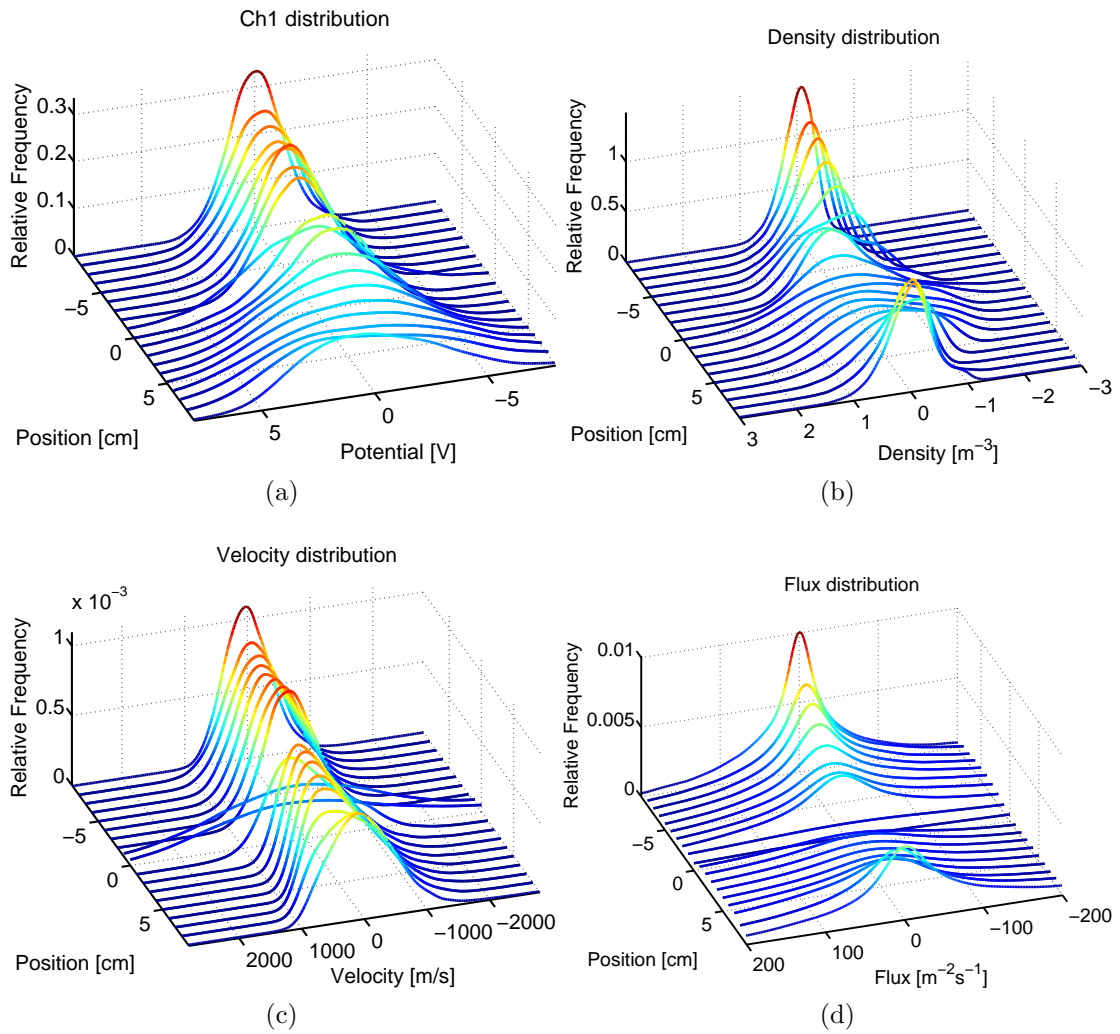 Ch1 distribution
0.3
0.2
0.1
0
Relative Frequency
−5
0
5
Position [cm]
5
0
−5
Potential [V]
(a)
Density distribution
1
0.5
0
Relative Frequency
−5
0
5
Position [cm]
3
2
1
0
−1
−2
−3
Density [m−3]
(b)
Velocity distribution
x 10−3
1
0.5
0
Relative Frequency
−5
0
5
Position [cm]
2000
1000
0
−1000
−2000
Velocity [m/s]
(c)
Flux distribution
0.01
0.005
0
Relative Frequency
−5
0
5
Position [cm]
200
100
0
−100
−200
Flux [m−2s−1]
(d)